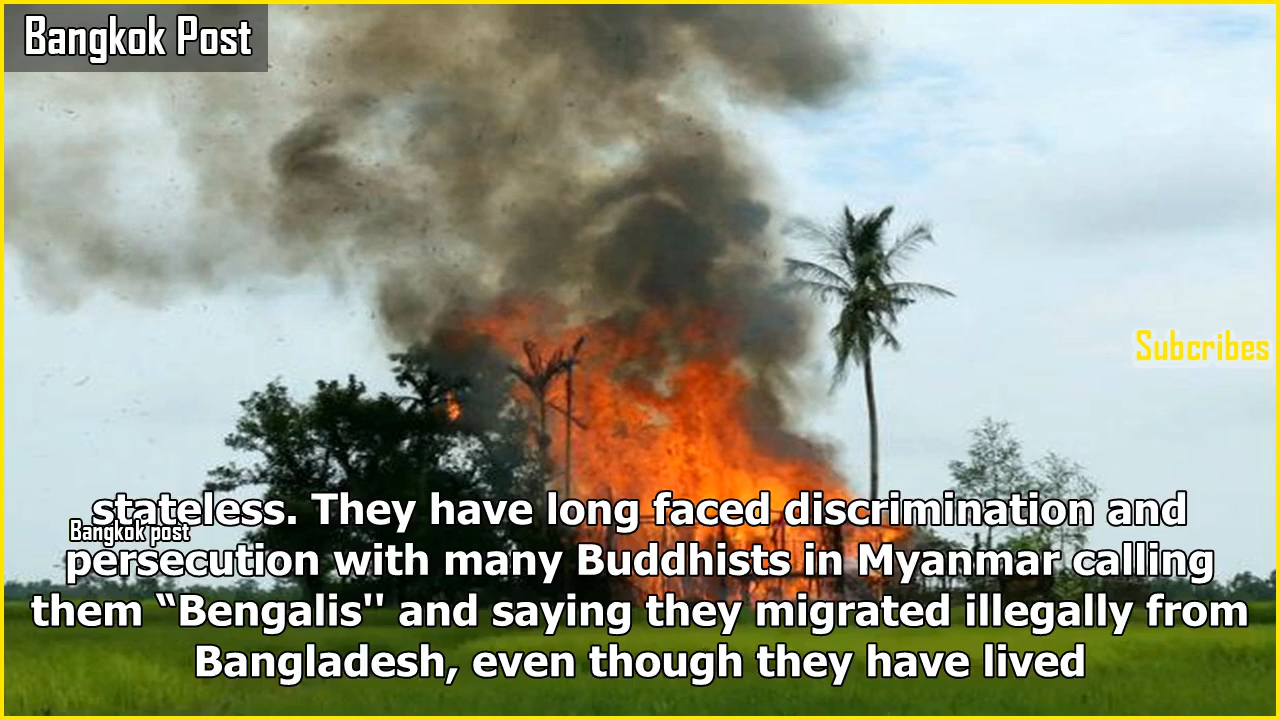 Bangkok Post
Subcribes
stateless. They have long faced discrimination and
Bangkok post
persecution with many Buddhists in Myanmar calling
them “Bengalis'' and saying they migrated illegally from
Bangladesh, even though they have lived